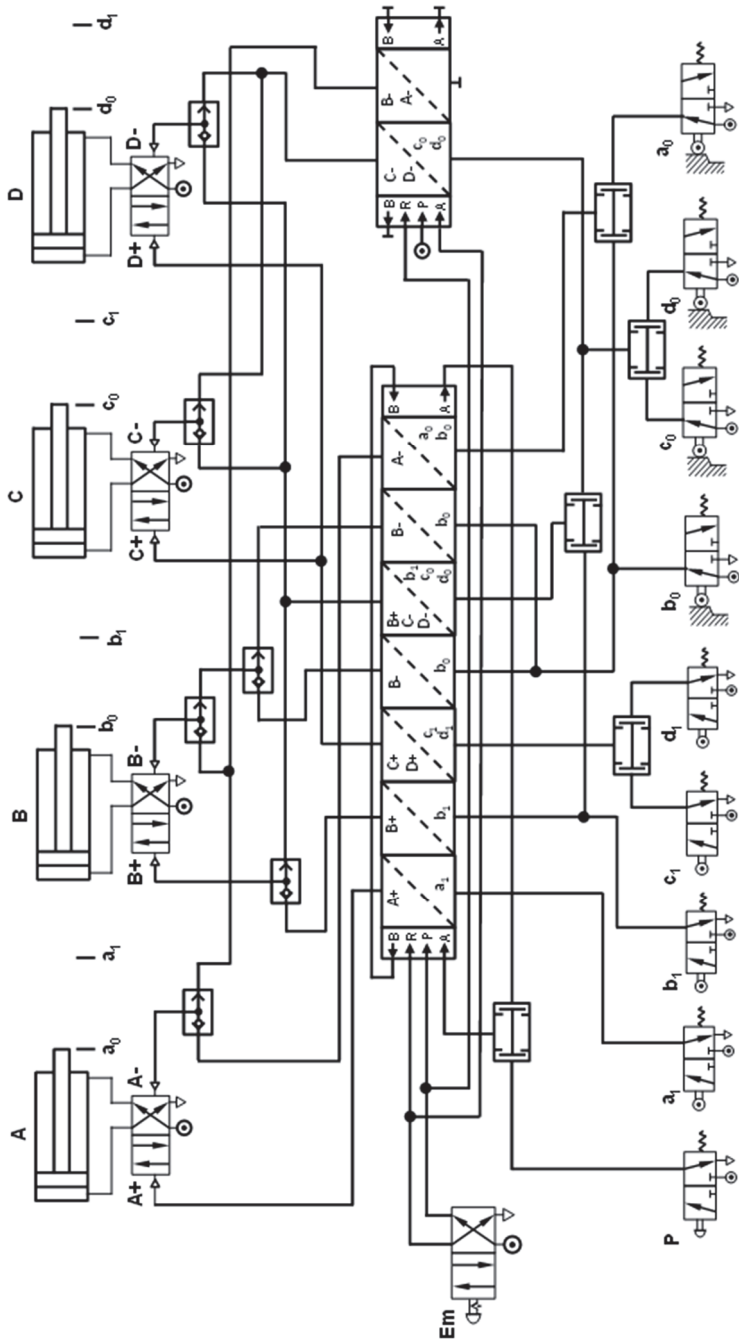 A
B
C
D
a₀
a₁
b₀
b₁
c₀
c₁
d₀
d₁
A+
A-
B+
B-
C+
C-
D+
D-
Em
B
R
P
A
A+
a₁
B+
b₁
C+
D+
c₁
d₁
B-
b₀
B+
C-
D-
b₁
c₀
d₀
B-
b₀
A-
a₀
b₀
B
A
B
R
P
A
C-
D-
c₀
d₀
B-
A-
B
A
P
a₁
b₁
c₁
d₁
b₀
c₀
d₀
a₀